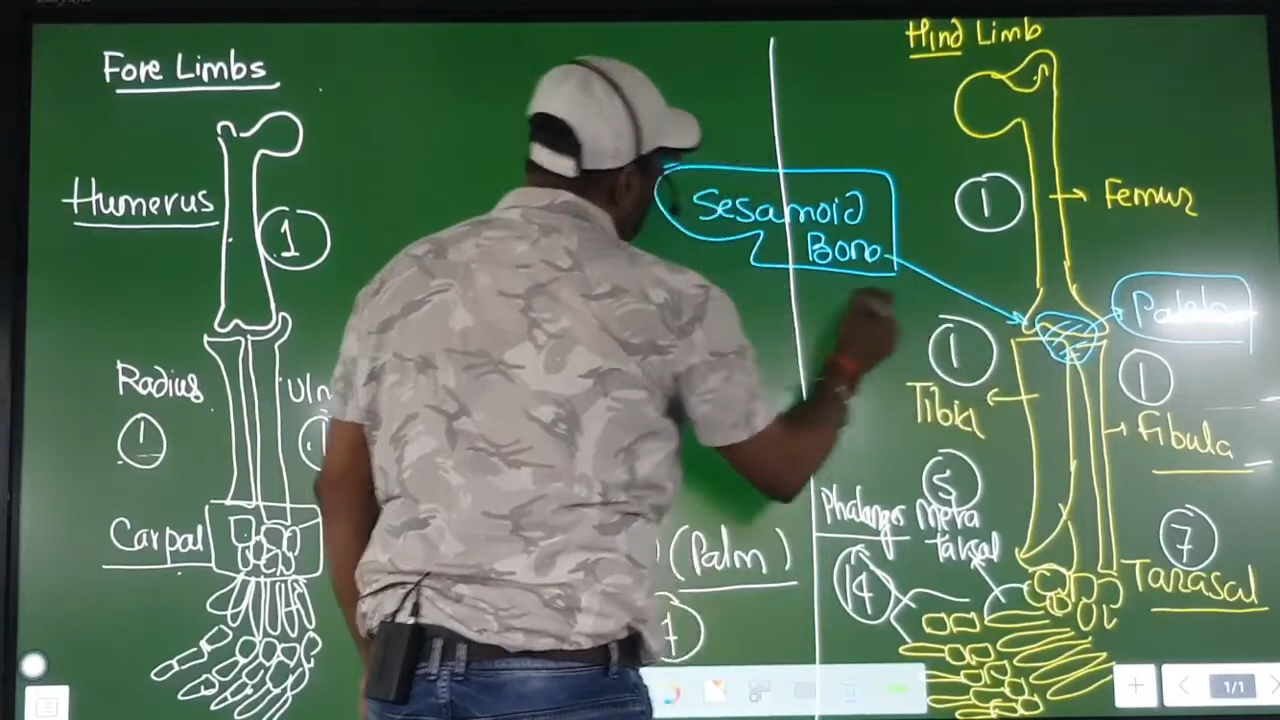 Fore Limbs
Humerus
1
Radius
1
Carpal
(Palm)
Sesamoid
Bone
Hind Limb
1
Femur
1
1
Tibia
Fibula
5
Phalanges
Meta
tarsal
14
7
Tarasal
1/1